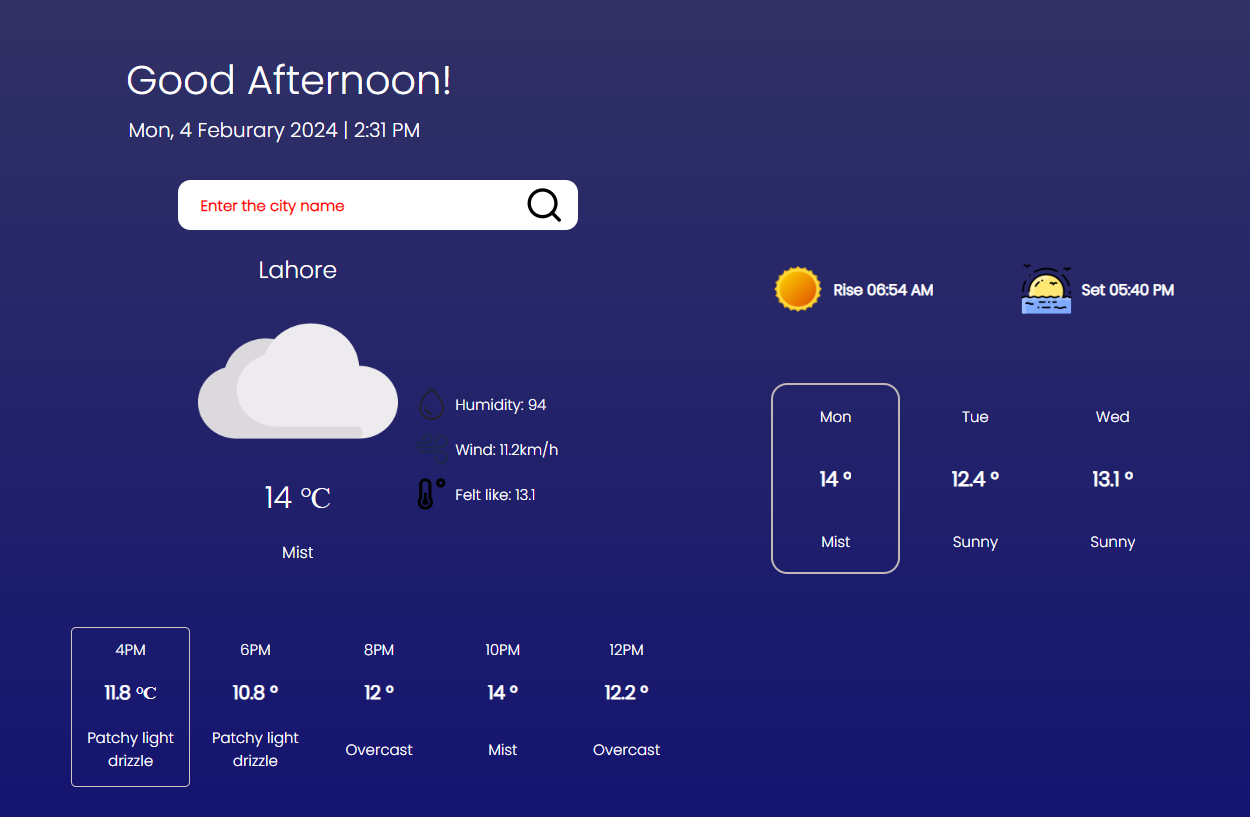 Good Afternoon!
Mon, 4 Feburary 2024 | 2:31 PM
Enter the city name
Lahore
Rise 06:54 AM
Set 05:40 PM
Humidity: 94
Wind: 11.2km/h
Felt like: 13.1
14 °C
Mist
Mon
14 °
Mist
Tue
12.4 °
Sunny
Wed
13.1 °
Sunny
4PM
11.8 °C
Patchy light
drizzle
6PM
10.8 °
Patchy light
drizzle
8PM
12 °
Overcast
10PM
14 °
Mist
12PM
12.2 °
Overcast